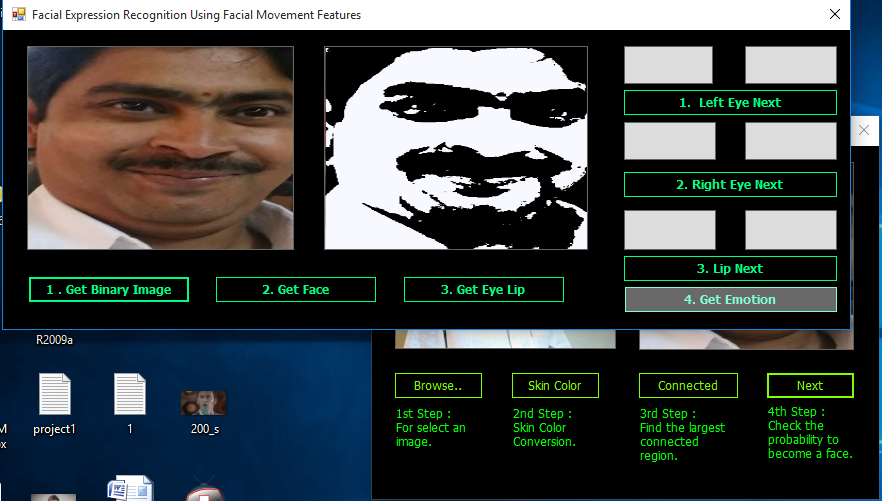 Facial Expression Recognition Using Facial Movement Features
1. Left Eye Next
2. Right Eye Next
3. Lip Next
4. Get Emotion
1 . Get Binary Image
2. Get Face
3. Get Eye Lip
R2009a
project1
1
200_s
Browse..
Skin Color
Connected
Next
1st Step :
For select an
image.
2nd Step :
Skin Color
Conversion.
3rd Step :
Find the largest
connected
region.
4th Step :
Check the
probability to
become a face.